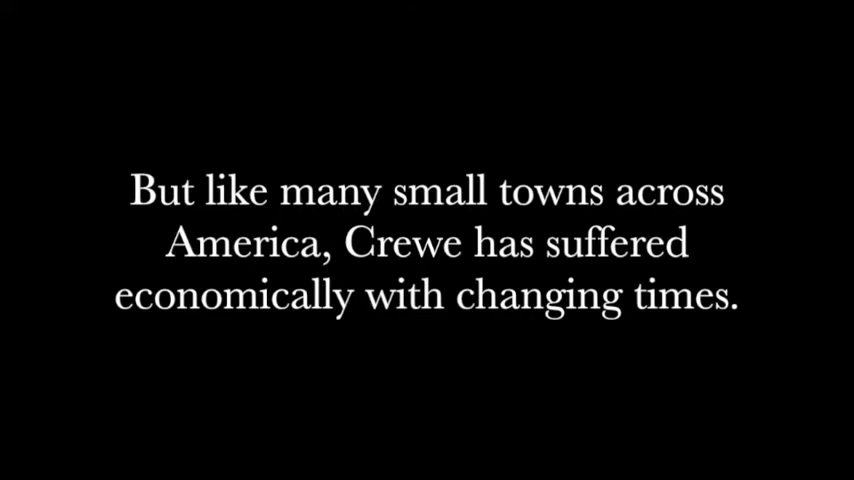 But like many small towns across
America, Crewe has suffered
economically with changing times.